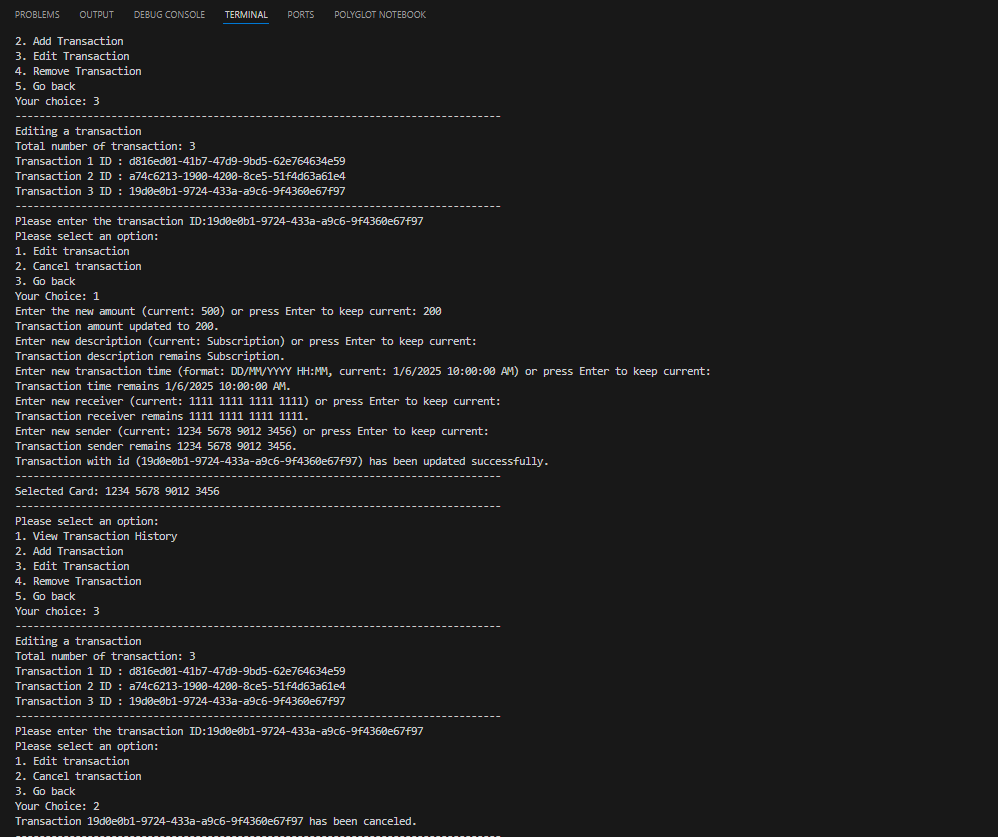 PROBLEMS OUTPUT DEBUG CONSOLE TERMINAL PORTS POLYGLOT NOTEBOOK
2. Add Transaction
3. Edit Transaction
4. Remove Transaction
5. Go back
Your choice: 3
---------------------------------------------------------------------------------
Editing a transaction
Total number of transaction: 3
Transaction 1 ID : d816ed01-41b7-47d9-9bd5-62e764634e59
Transaction 2 ID : a74c6213-1900-4200-8ce5-51f4d63a61e4
Transaction 3 ID : 19d0e0b1-9724-433a-a9c6-9f4360e67f97
---------------------------------------------------------------------------------
Please enter the transaction ID:19d0e0b1-9724-433a-a9c6-9f4360e67f97
Please select an option:
1. Edit transaction
2. Cancel transaction
3. Go back
Your Choice: 1
Enter the new amount (current: 500) or press Enter to keep current: 200
Transaction amount updated to 200.
Enter new description (current: Subscription) or press Enter to keep current:
Transaction description remains Subscription.
Enter new transaction time (format: DD/MM/YYYY HH:MM, current: 1/6/2025 10:00:00 AM) or press Enter to keep current:
Transaction time remains 1/6/2025 10:00:00 AM.
Enter new receiver (current: 1111 1111 1111 1111) or press Enter to keep current:
Transaction receiver remains 1111 1111 1111 1111.
Enter new sender (current: 1234 5678 9012 3456) or press Enter to keep current:
Transaction sender remains 1234 5678 9012 3456.
Transaction with id (19d0e0b1-9724-433a-a9c6-9f4360e67f97) has been updated successfully.
---------------------------------------------------------------------------------
Selected Card: 1234 5678 9012 3456
---------------------------------------------------------------------------------
Please select an option:
1. View Transaction History
2. Add Transaction
3. Edit Transaction
4. Remove Transaction
5. Go back
Your choice: 3
---------------------------------------------------------------------------------
Editing a transaction
Total number of transaction: 3
Transaction 1 ID : d816ed01-41b7-47d9-9bd5-62e764634e59
Transaction 2 ID : a74c6213-1900-4200-8ce5-51f4d63a61e4
Transaction 3 ID : 19d0e0b1-9724-433a-a9c6-9f4360e67f97
---------------------------------------------------------------------------------
Please enter the transaction ID:19d0e0b1-9724-433a-a9c6-9f4360e67f97
Please select an option:
1. Edit transaction
2. Cancel transaction
3. Go back
Your Choice: 2
Transaction 19d0e0b1-9724-433a-a9c6-9f4360e67f97 has been canceled.
---------------------------------------------------------------------------------